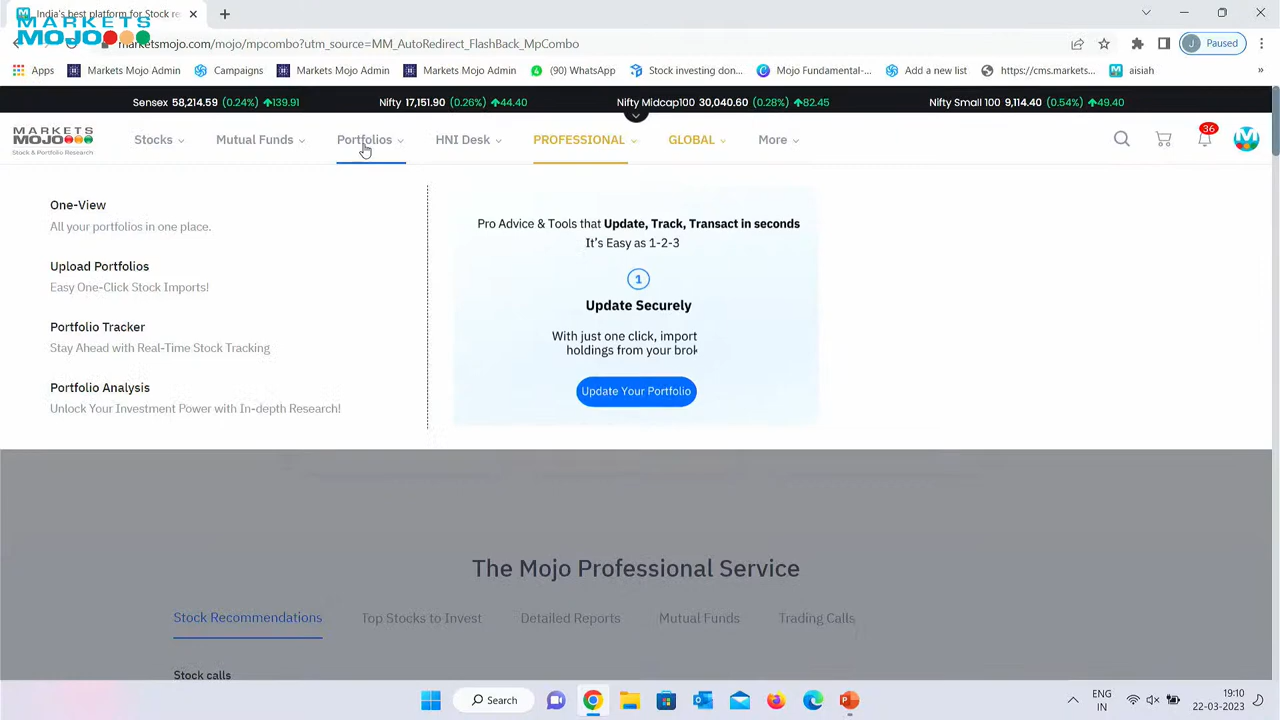 India's best platform for Stock re
MARKETS
MOJO
marketsmojo.com/mojo/mpcombo?utm_source=MM_AutoRedirect_FlashBack_MpCombo
J Paused
Apps Markets Mojo Admin Campaigns Markets Mojo Admin Markets Mojo Admin (90) WhatsApp Stock investing don... Mojo Fundamental-... Add a new list https://cms.markets... aisiah »
Sensex 58,214.59 (0.24%) 139.91 Nifty 17,151.90 (0.26%) 44.40 Nifty Midcap100 30,040.60 (0.28%) 82.45 Nifty Small 100 9,114.40 (0.54%) 49.40
MARKETS
MOJO
Stock & Portfolio Research
Stocks Mutual Funds Portfolios HNI Desk PROFESSIONAL GLOBAL More 36
One-View
All your portfolios in one place.
Upload Portfolios
Easy One-Click Stock Imports!
Portfolio Tracker
Stay Ahead with Real-Time Stock Tracking
Portfolio Analysis
Unlock Your Investment Power with In-depth Research!
Pro Advice & Tools that Update, Track, Transact in seconds
It's Easy as 1-2-3
1
Update Securely
With just one click, import
holdings from your brok
Update Your Portfolio
The Mojo Professional Service
Stock Recommendations Top Stocks to Invest Detailed Reports Mutual Funds Trading Calls
Stock calls
Search
ENG
IN
19:10
22-03-2023